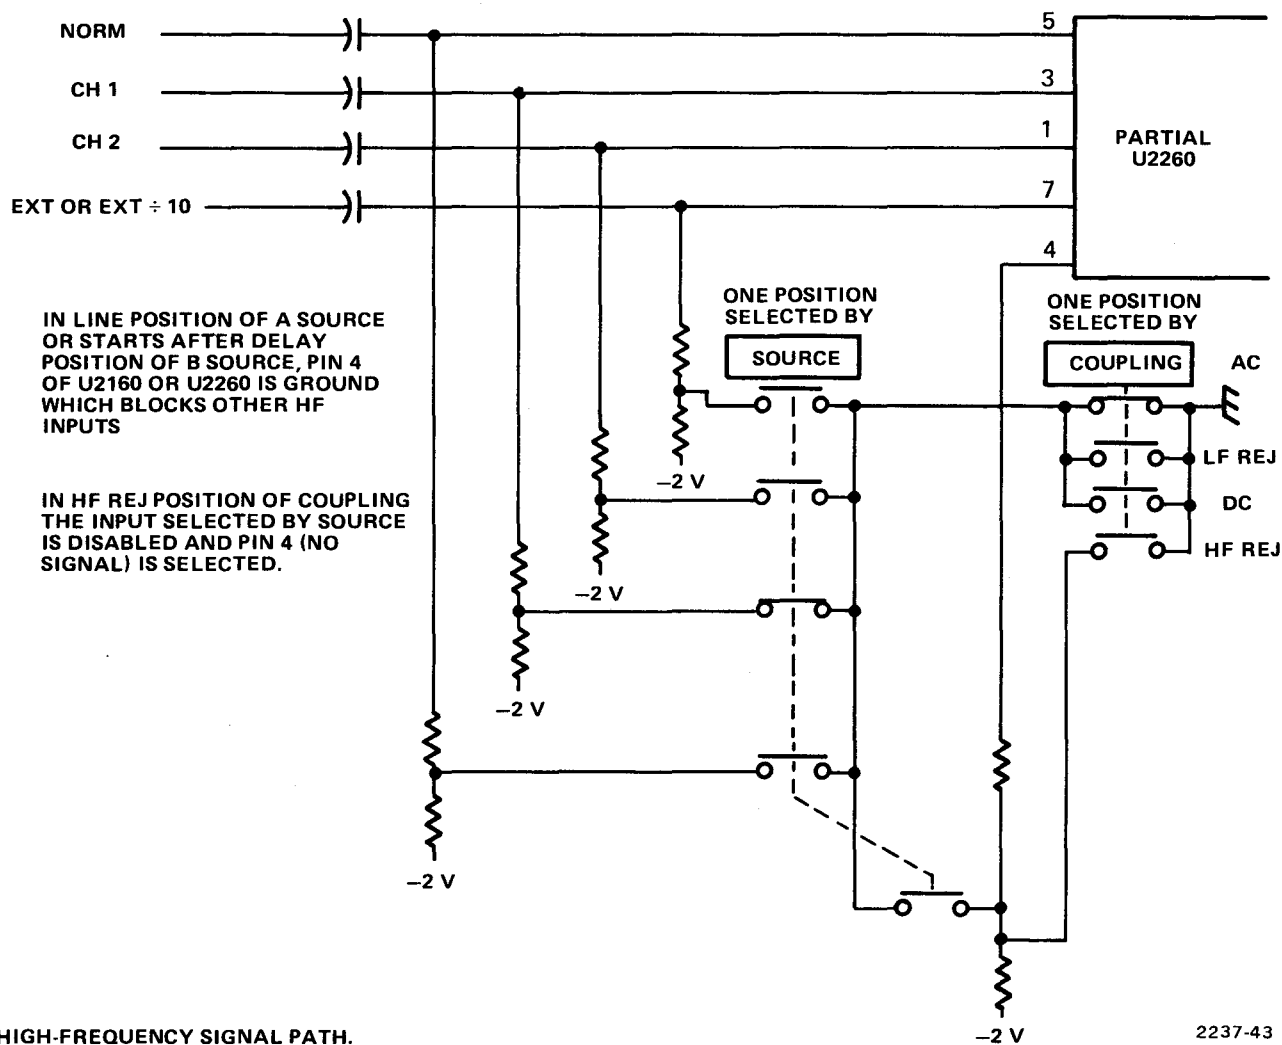 NORM
5
CH 1
3
CH 2
1
PARTIAL
U2260
EXT OR EXT ÷ 10
7
4
IN LINE POSITION OF A SOURCE
OR STARTS AFTER DELAY
POSITION OF B SOURCE, PIN 4
OF U2160 OR U2260 IS GROUND
WHICH BLOCKS OTHER HF
INPUTS
ONE POSITION
SELECTED BY
SOURCE
ONE POSITION
SELECTED BY
COUPLING
AC
LF REJ
DC
HF REJ
IN HF REJ POSITION OF COUPLING
THE INPUT SELECTED BY SOURCE
IS DISABLED AND PIN 4 (NO
SIGNAL) IS SELECTED.
–2 V
–2 V
–2 V
–2 V
–2 V
HIGH-FREQUENCY SIGNAL PATH.
2237-43